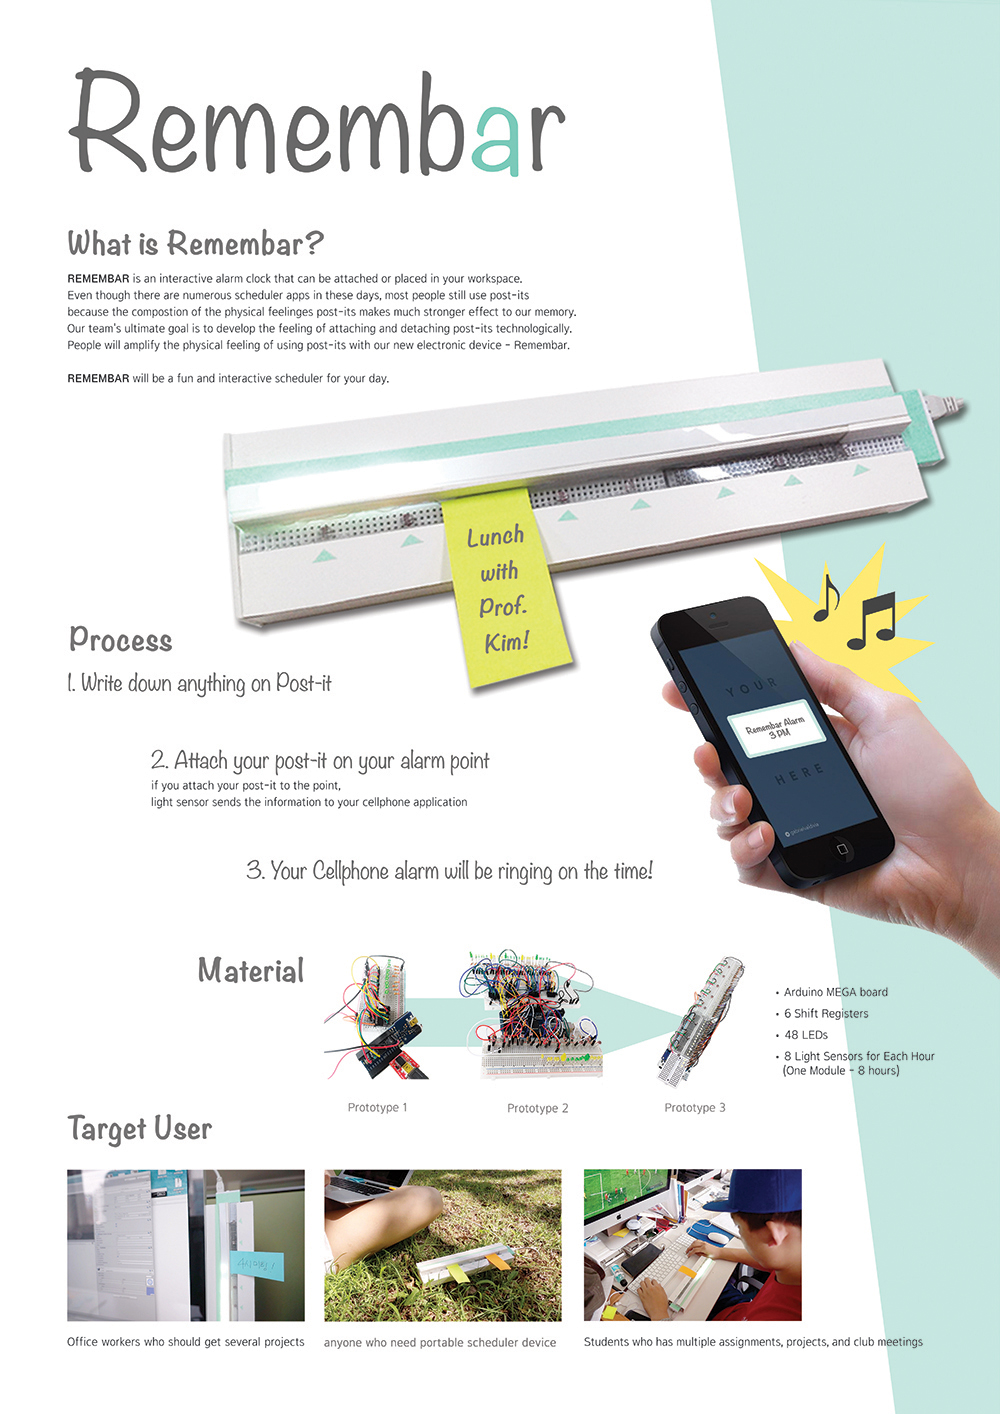 Remembar
What is Remembar?
REMEMBAR is an interactive alarm clock that can be attached or placed in your workspace.
Even though there are numerous scheduler apps in these days, most people still use post-its
because the compostion of the physical feelinges post-its makes much stronger effect to our memory.
Our team's ultimate goal is to develop the feeling of attaching and detaching post-its technologically.
People will amplify the physical feeling of using post-its with our new electronic device - Remembar.
REMEMBAR will be a fun and interactive scheduler for your day.
Lunch
with
Prof.
Kim!
Process
1. Write down anything on Post-it
YOUR
Remembar Alarm
3 PM
HERE
2. Attach your post-it on your alarm point
if you attach your post-it to the point,
light sensor sends the information to your cellphone application
3. Your Cellphone alarm will be ringing on the time!
Material
• Arduino MEGA board
• 6 Shift Registers
• 48 LEDs
• 8 Light Sensors for Each Hour
(One Module - 8 hours)
Prototype 1
Prototype 2
Prototype 3
Target User
Office workers who should get several projects
anyone who need portable scheduler device
Students who has multiple assignments, projects, and club meetings